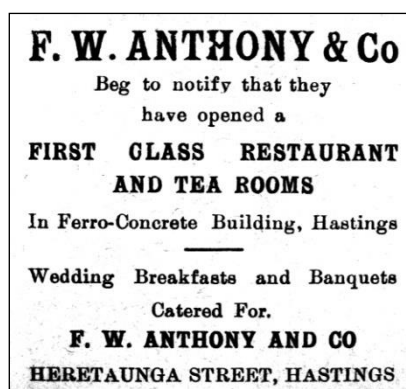 F. W. ANTHONY & Co
Beg to notify that they
have opened a
FIRST CLASS RESTAURANT
AND TEA ROOMS
In Ferro-Concrete Building, Hastings
Wedding Breakfasts and Banquets
Catered For.
F. W. ANTHONY AND CO
HERETAUNGA STREET, HASTINGS